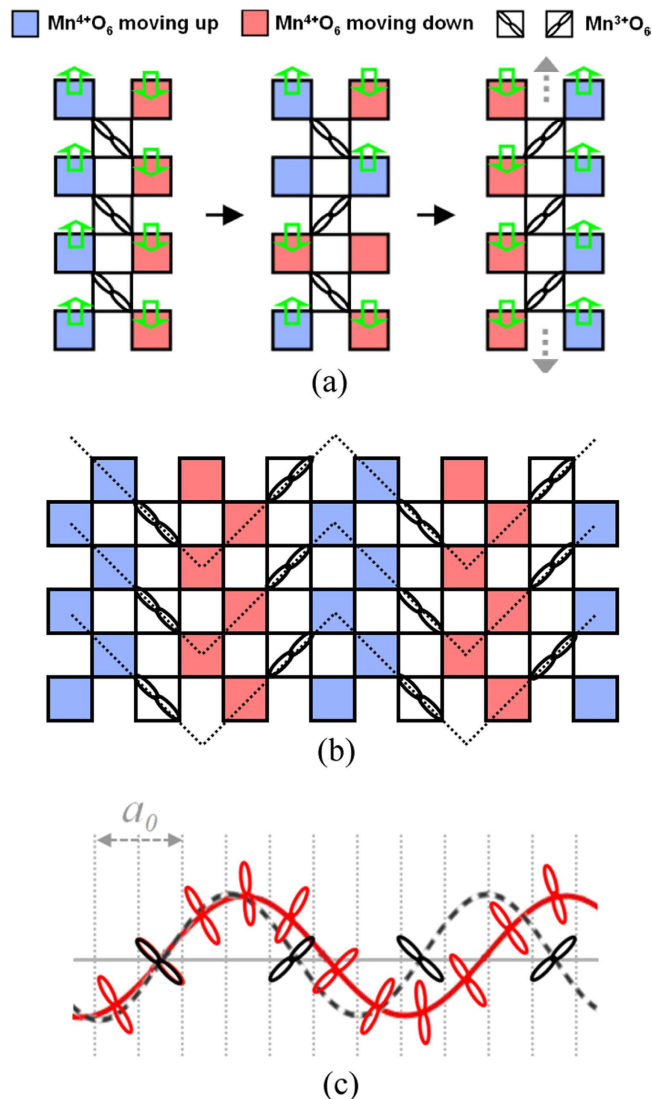 Mn⁴⁺O₆ moving up Mn⁴⁺O₆ moving down Mn³⁺O₆
(a)
(b)
a₀
(c)